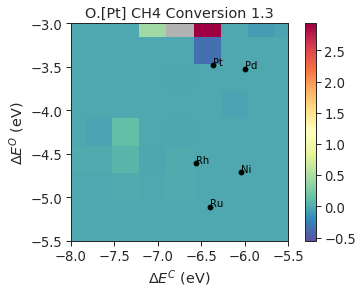 O.[Pt] CH4 Conversion 1.3
ΔE^O (eV)
-3.0
-3.5
-4.0
-4.5
-5.0
-5.5
Pt
Pd
Rh
Ni
Ru
-8.0 -7.5 -7.0 -6.5 -6.0 -5.5
ΔE^C (eV)
2.5
2.0
1.5
1.0
0.5
0.0
-0.5